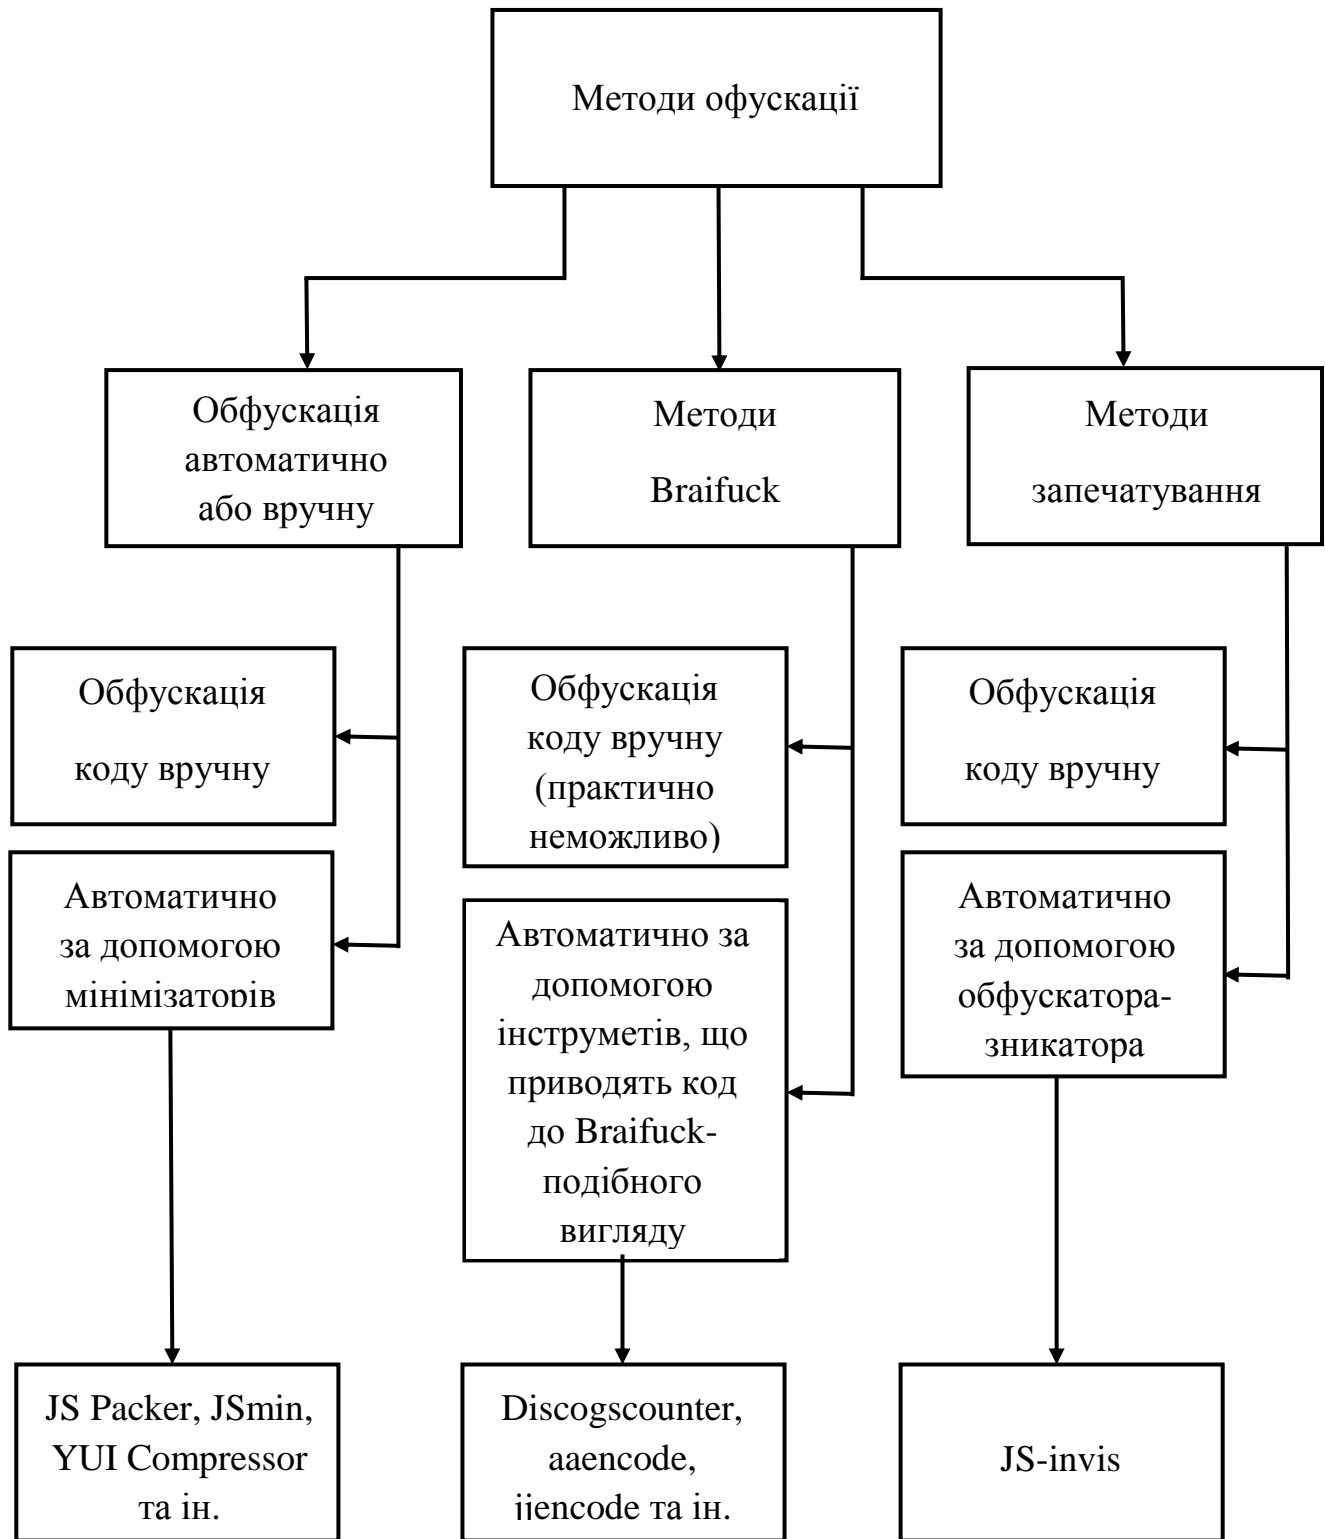 Методи офускації
Обфускація
автоматично
або вручну
Методи
Braifuck
Методи
запечатування
Обфускація
коду вручну
Обфускація
коду вручну
(практично
неможливо)
Обфускація
коду вручну
Автоматично
за допомогою
мінімізаторів
Автоматично за
допомогою
інструметів, що
приводять код
до Braifuck-
подібного
вигляду
Автоматично
за допомогою
обфускатора-
зникатора
JS Packer, JSmin,
YUI Compressor
та ін.
Discogscounter,
aaencode,
jjencode та ін.
JS-invis